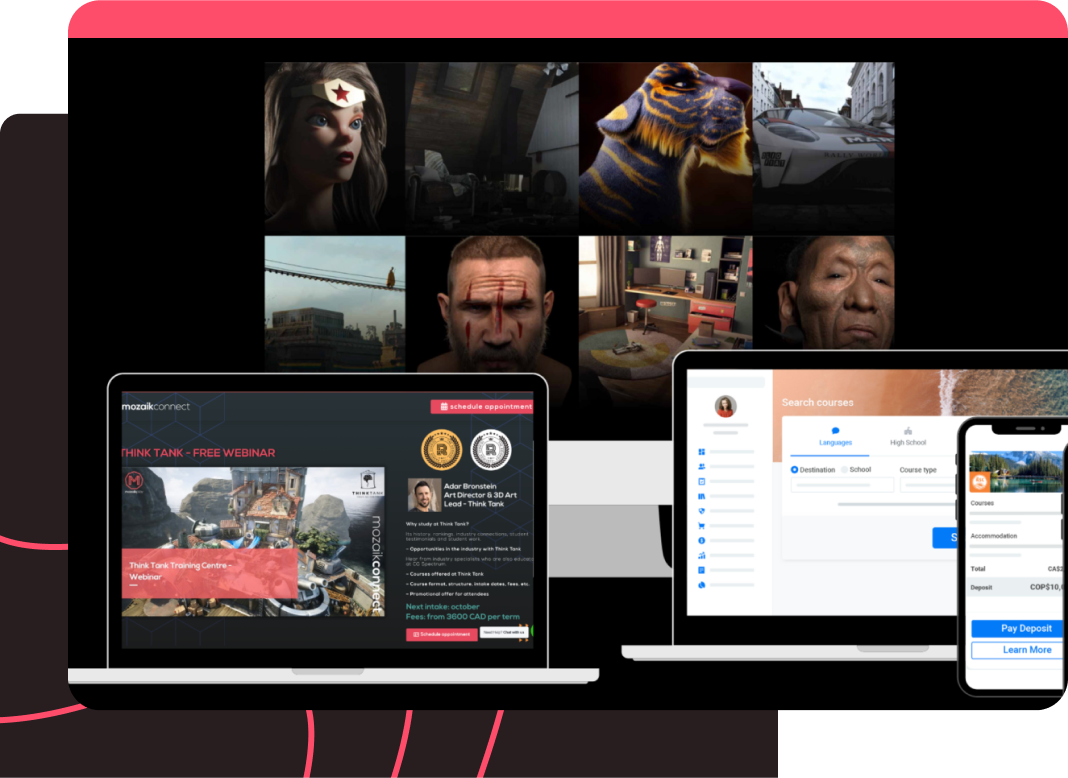 mozaikconnect
schedule appointment
THINK TANK - FREE WEBINAR
THINK TANK
mozaikconnect
Think Tank Training Centre -
Webinar
Adar Bronstein
Art Director & 3D Art
Lead - Think Tank
Why study at Think Tank?
- Opportunities in the industry with Think Tank
- Courses offered at Think Tank
- Course format, structure, intake dates, fees, etc.
- Promotional offer for attendees
Next intake: october
Fees: from 3600 CAD per term
Schedule appointment
Need help? Chat with us
Search courses
Languages
High School
Destination
School
Course type
S
Courses
Accommodation
Total
CA$
Deposit
COP$10,
Pay Deposit
Learn More